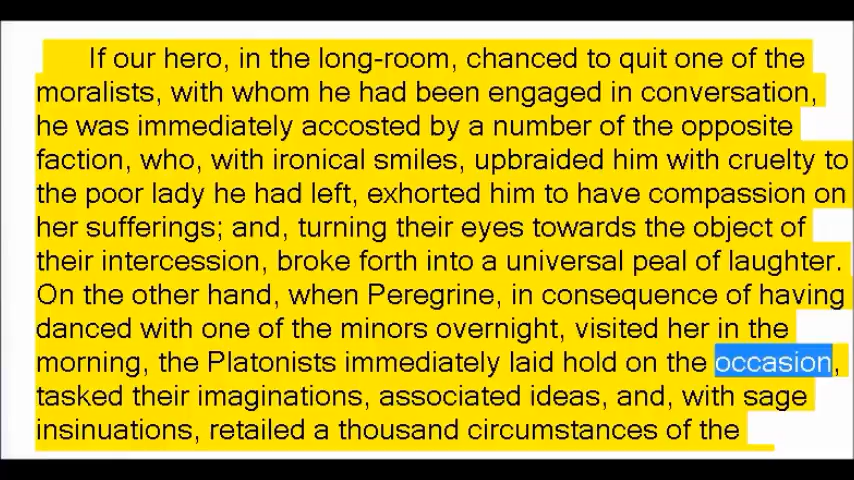 If our hero, in the long-room, chanced to quit one of the
moralists, with whom he had been engaged in conversation,
he was immediately accosted by a number of the opposite
faction, who, with ironical smiles, upbraided him with cruelty to
the poor lady he had left, exhorted him to have compassion on
her sufferings; and, turning their eyes towards the object of
their intercession, broke forth into a universal peal of laughter.
On the other hand, when Peregrine, in consequence of having
danced with one of the minors overnight, visited her in the
morning, the Platonists immediately laid hold on the occasion,
tasked their imaginations, associated ideas, and, with sage
insinuations, retailed a thousand circumstances of the